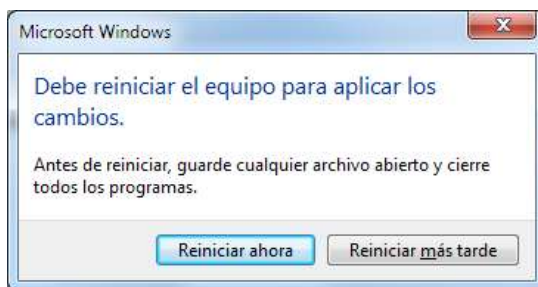 Microsoft Windows
Debe reiniciar el equipo para aplicar los
cambios.
Antes de reiniciar, guarde cualquier archivo abierto y cierre
todos los programas.
Reiniciar ahora
Reiniciar más tarde